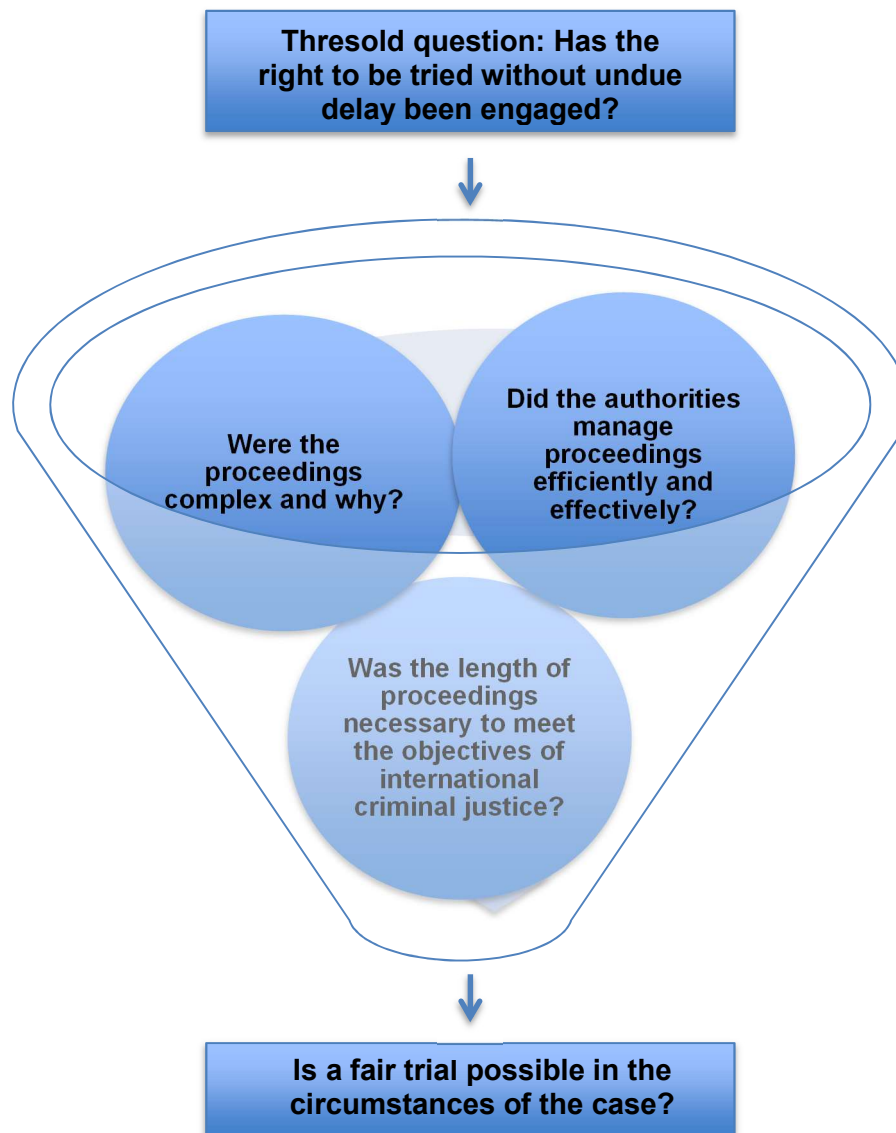 Thresold question: Has the
right to be tried without undue
delay been engaged?
Were the
proceedings
complex and why?
Did the authorities
manage
proceedings
efficiently and
effectively?
Was the length of
proceedings
necessary to meet
the objectives of
international
criminal justice?
Is a fair trial possible in the
circumstances of the case?